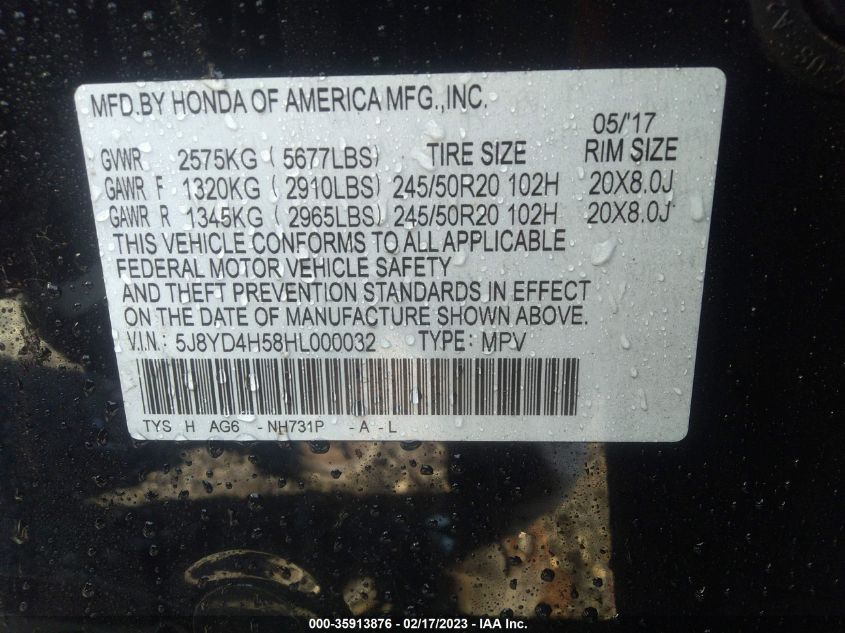 MFD.BY HONDA OF AMERICA MFG.,INC.
05/'17
GVWR 2575KG ( 5677LBS) TIRE SIZE RIM SIZE
GAWR F 1320KG ( 2910LBS) 245/50R20 102H 20X8.0J
GAWR R 1345KG ( 2965LBS) 245/50R20 102H 20X8.0J
THIS VEHICLE CONFORMS TO ALL APPLICABLE
FEDERAL MOTOR VEHICLE SAFETY
AND THEFT PREVENTION STANDARDS IN EFFECT
ON THE DATE OF MANUFACTURE SHOWN ABOVE.
V.I.N.: 5J8YD4H58HL000032 TYPE: MPV
TYS H AG6 - NH731P - A - L
000-35913876 - 02/17/2023 - IAA Inc.